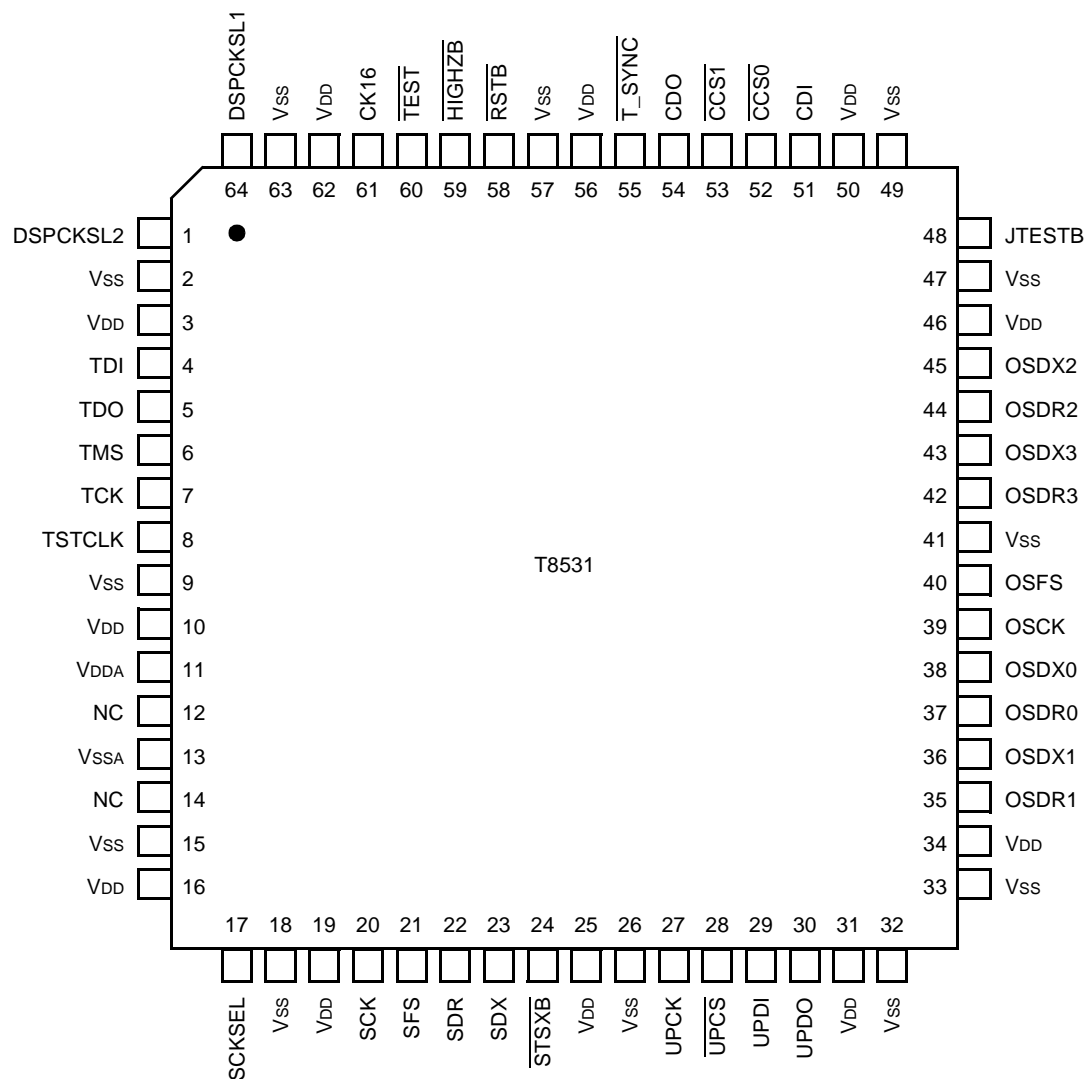 DSPCKSL1
VSS
VDD
CK16
TEST
HIGHZB
RSTB
VSS
VDD
T_SYNC
CDO
CCS1
CCS0
CDI
VDD
VSS
64 63 62 61 60 59 58 57 56 55 54 53 52 51 50 49
DSPCKSL2 1
VSS 2
VDD 3
TDI 4
TDO 5
TMS 6
TCK 7
TSTCLK 8
VSS 9
VDD 10
VDDA 11
NC 12
VSSA 13
NC 14
VSS 15
VDD 16
T8531
48 JTESTB
47 VSS
46 VDD
45 OSDX2
44 OSDR2
43 OSDX3
42 OSDR3
41 VSS
40 OSFS
39 OSCK
38 OSDX0
37 OSDR0
36 OSDX1
35 OSDR1
34 VDD
33 VSS
17 18 19 20 21 22 23 24 25 26 27 28 29 30 31 32
SCKSEL
VSS
VDD
SCK
SFS
SDR
SDX
STSXB
VDD
VSS
UPCK
UPCS
UPDI
UPDO
VDD
VSS